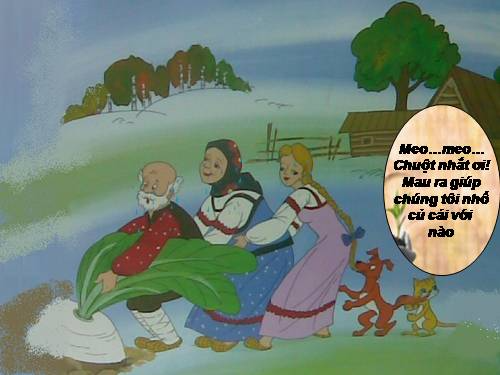 Meo...meo...
Chuột nhắt ơi!
Mau ra giúp
chúng tôi nhổ
củ cải với
nào